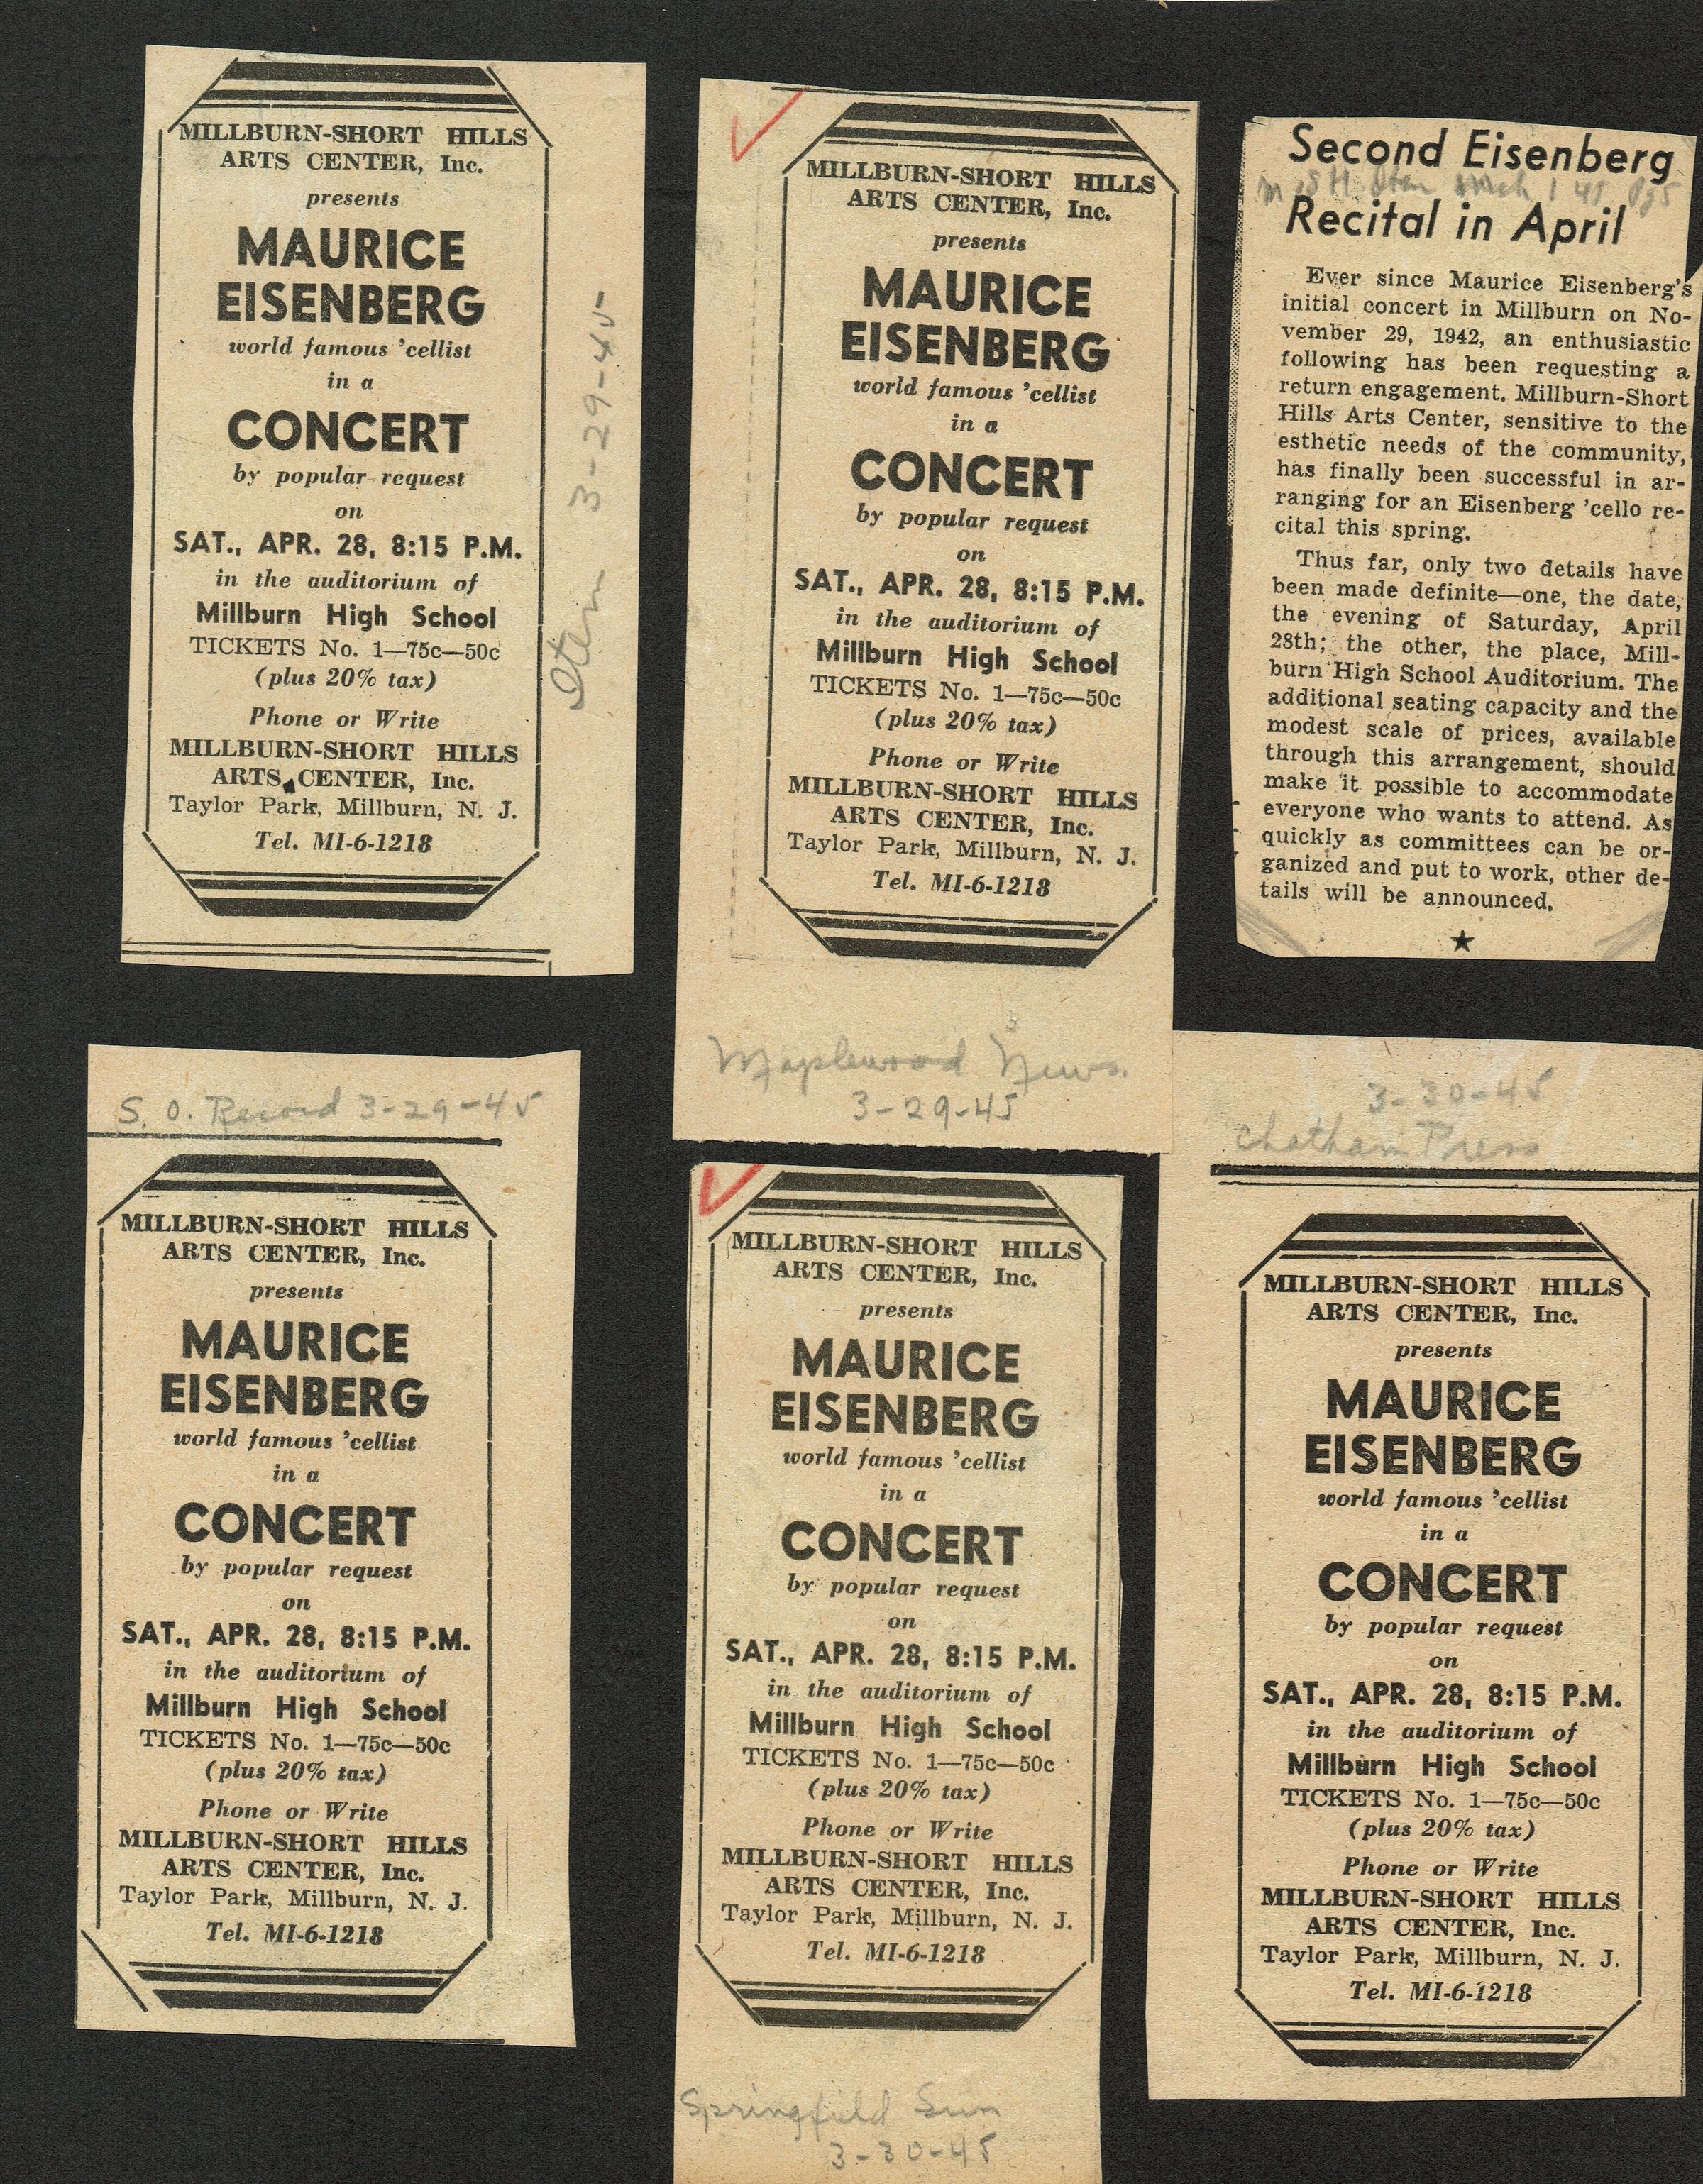 MILLBURN-SHORT HILLS
ARTS CENTER, Inc.
presents
MAURICE
EISENBERG
world famous 'cellist
in a
CONCERT
by popular request
on
SAT., APR. 28, 8:15 P.M.
in the auditorium of
Millburn High School
TICKETS No. 1—75c—50c
(plus 20% tax)
Phone or Write
MILLBURN-SHORT HILLS
ARTS CENTER, Inc.
Taylor Park, Millburn, N. J.
Tel. MI-6-1218
Item 3-29-45
MILLBURN-SHORT HILLS
ARTS CENTER, Inc.
presents
MAURICE
EISENBERG
world famous 'cellist
in a
CONCERT
by popular request
on
SAT., APR. 28, 8:15 P.M.
in the auditorium of
Millburn High School
TICKETS No. 1—75c—50c
(plus 20% tax)
Phone or Write
MILLBURN-SHORT HILLS
ARTS CENTER, Inc.
Taylor Park, Millburn, N. J.
Tel. MI-6-1218
Maplewood News.
3-29-45
Second Eisenberg
M. S H. Item March 1 45 Pg 5
Recital in April
Ever since Maurice Eisenberg's
initial concert in Millburn on No-
vember 29, 1942, an enthusiastic
following has been requesting a
return engagement. Millburn-Short
Hills Arts Center, sensitive to the
esthetic needs of the community,
has finally been successful in ar-
ranging for an Eisenberg 'cello re-
cital this spring.
Thus far, only two details have
been made definite—one, the date,
the evening of Saturday, April
28th; the other, the place, Mill-
burn High School Auditorium. The
additional seating capacity and the
modest scale of prices, available
through this arrangement, should
make it possible to accommodate
everyone who wants to attend. As
quickly as committees can be or-
ganized and put to work, other de-
tails will be announced.
S. O. Record 3-29-45
MILLBURN-SHORT HILLS
ARTS CENTER, Inc.
presents
MAURICE
EISENBERG
world famous 'cellist
in a
CONCERT
by popular request
on
SAT., APR. 28, 8:15 P.M.
in the auditorium of
Millburn High School
TICKETS No. 1—75c—50c
(plus 20% tax)
Phone or Write
MILLBURN-SHORT HILLS
ARTS CENTER, Inc.
Taylor Park, Millburn, N. J.
Tel. MI-6-1218
MILLBURN-SHORT HILLS
ARTS CENTER, Inc.
presents
MAURICE
EISENBERG
world famous 'cellist
in a
CONCERT
by popular request
on
SAT., APR. 28, 8:15 P.M.
in the auditorium of
Millburn High School
TICKETS No. 1—75c—50c
(plus 20% tax)
Phone or Write
MILLBURN-SHORT HILLS
ARTS CENTER, Inc.
Taylor Park, Millburn, N. J.
Tel. MI-6-1218
Springfield Sun
3-30-45
3-30-45
Chatham Press
MILLBURN-SHORT HILLS
ARTS CENTER, Inc.
presents
MAURICE
EISENBERG
world famous 'cellist
in a
CONCERT
by popular request
on
SAT., APR. 28, 8:15 P.M.
in the auditorium of
Millburn High School
TICKETS No. 1—75c—50c
(plus 20% tax)
Phone or Write
MILLBURN-SHORT HILLS
ARTS CENTER, Inc.
Taylor Park, Millburn, N. J.
Tel. MI-6-1218